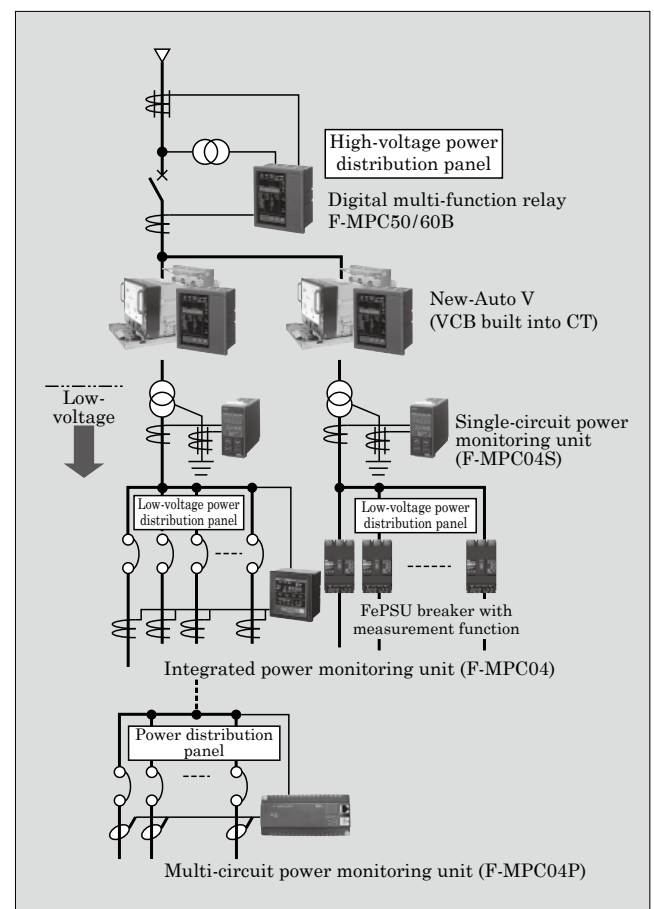 High-voltage power
distribution panel
Digital multi-function relay
F-MPC50/60B
New-Auto V
(VCB built into CT)
Low-
voltage
Single-circuit power
monitoring unit
(F-MPC04S)
Low-voltage power
distribution panel
Low-voltage power
distribution panel
FePSU breaker with
measurement function
Integrated power monitoring unit (F-MPC04)
Power distribution
panel
Multi-circuit power monitoring unit (F-MPC04P)